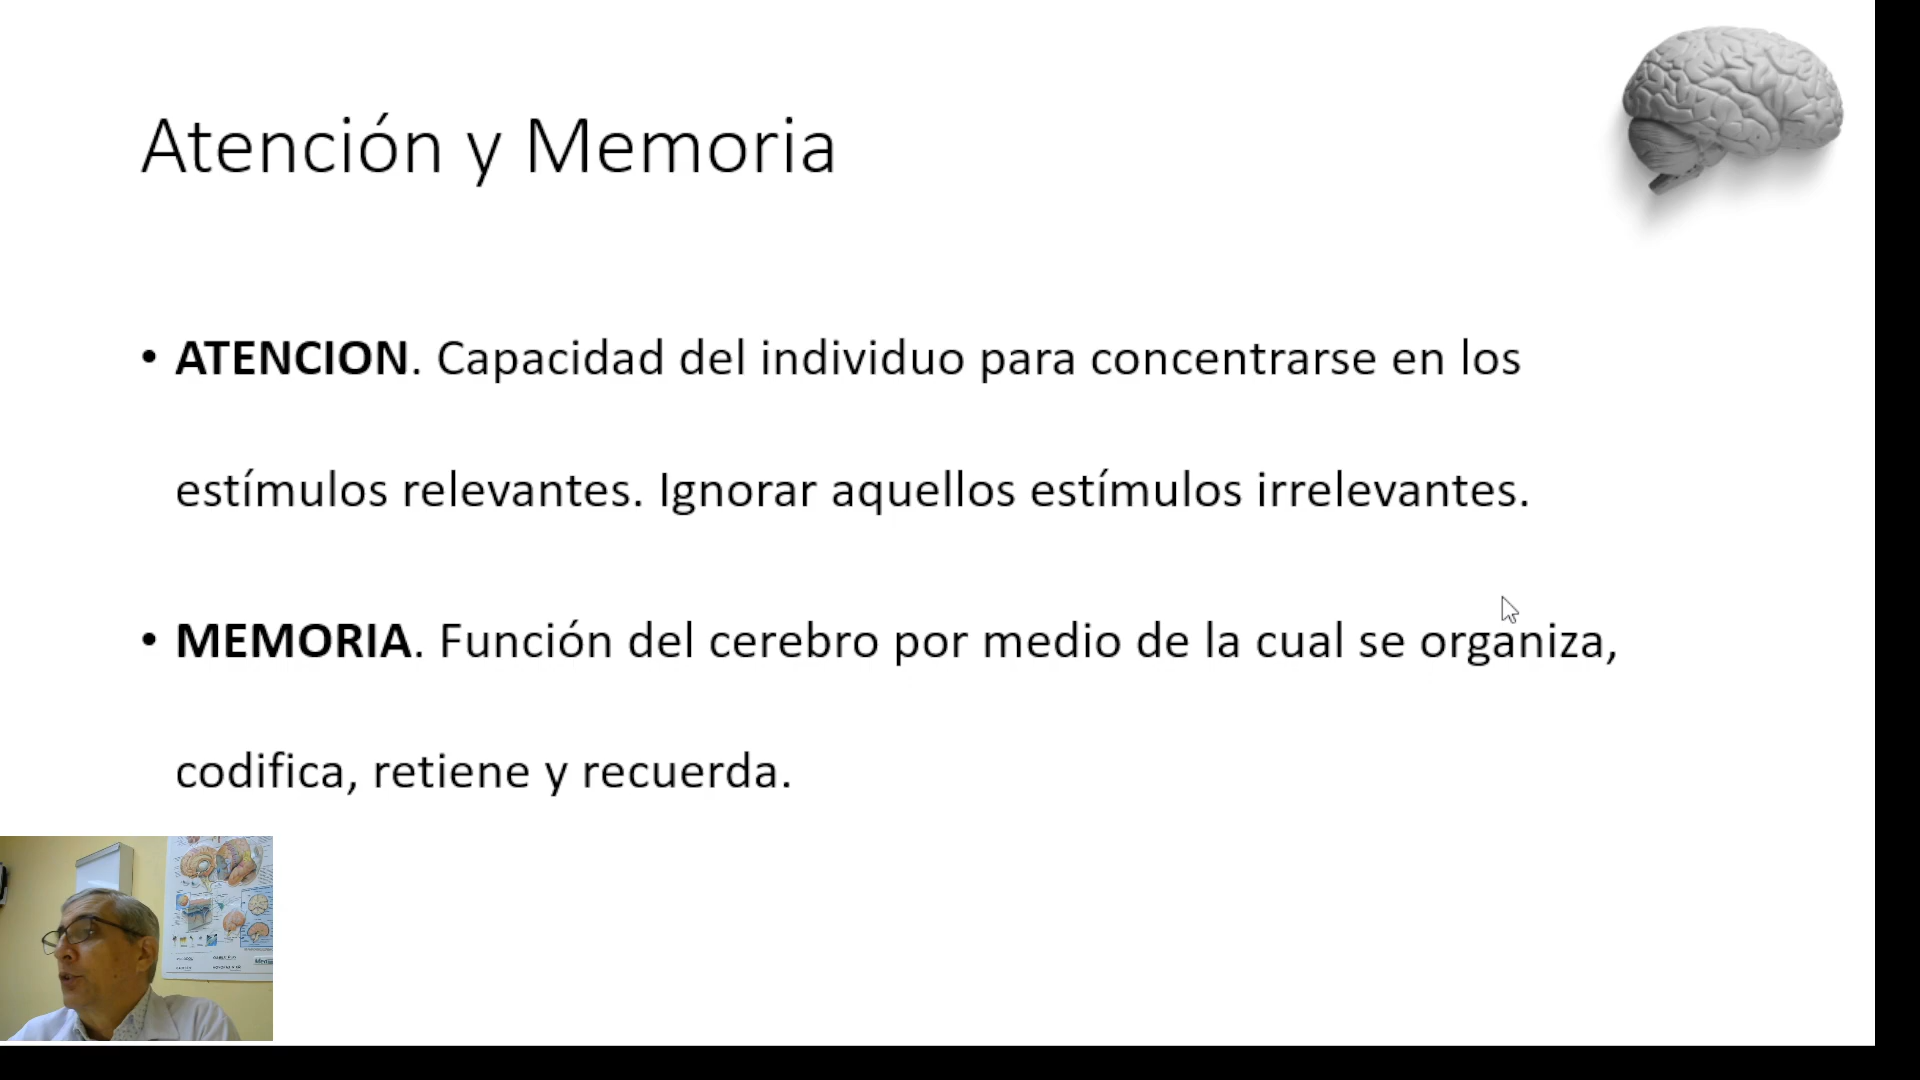 Atención y Memoria
• ATENCION. Capacidad del individuo para concentrarse en los
estímulos relevantes. Ignorar aquellos estímulos irrelevantes.
• MEMORIA. Función del cerebro por medio de la cual se organiza,
codifica, retiene y recuerda.